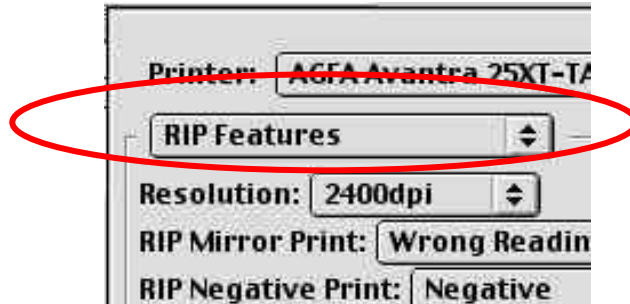 Printer: AGFA Avantra 25XT-TA
RIP Features
Resolution: 2400dpi
RIP Mirror Print: Wrong Readin
RIP Negative Print: Negative